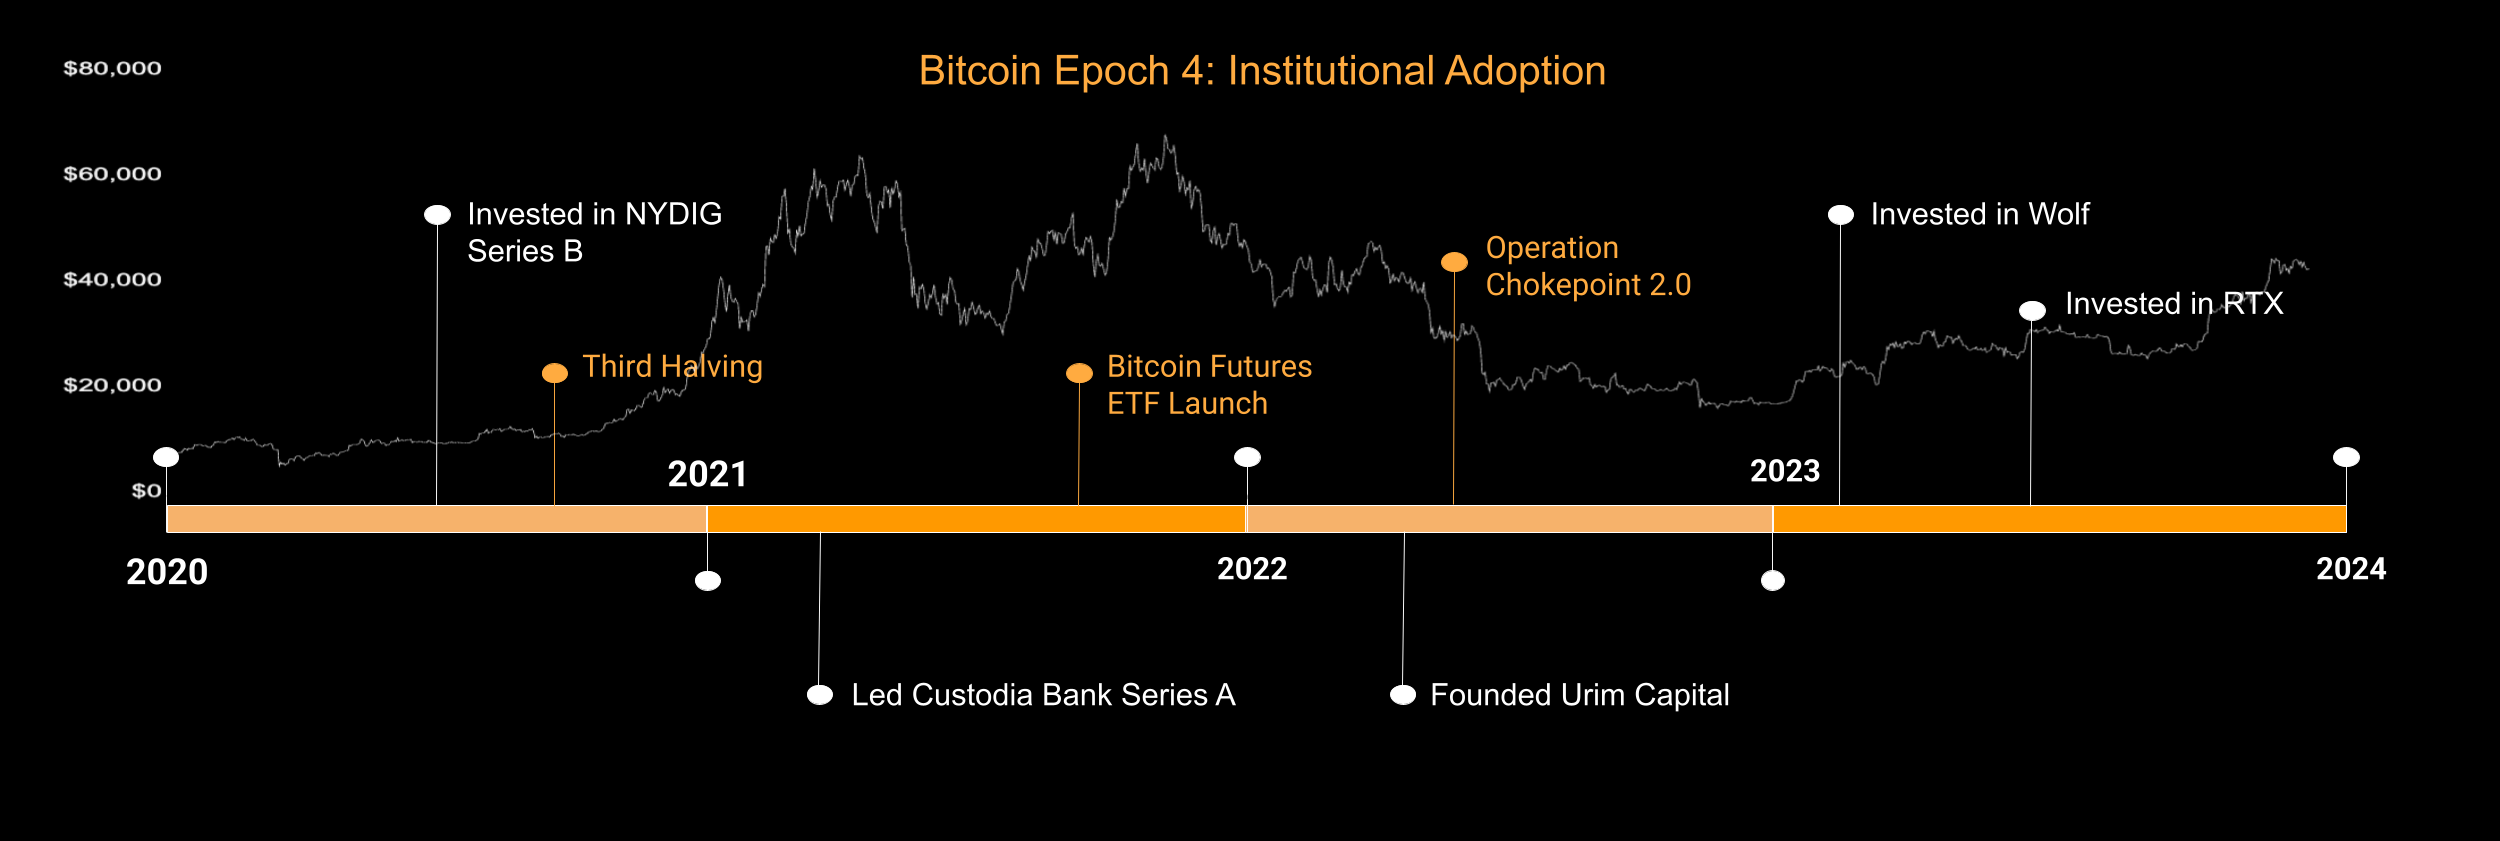 Bitcoin Epoch 4: Institutional Adoption
$80,000
$60,000
$40,000
$20,000
$0
Invested in NYDIG
Series B
Third Halving
Bitcoin Futures
ETF Launch
Operation
Chokepoint 2.0
Invested in Wolf
Invested in RTX
2021
2023
2020
2022
2024
Led Custodia Bank Series A
Founded Urim Capital